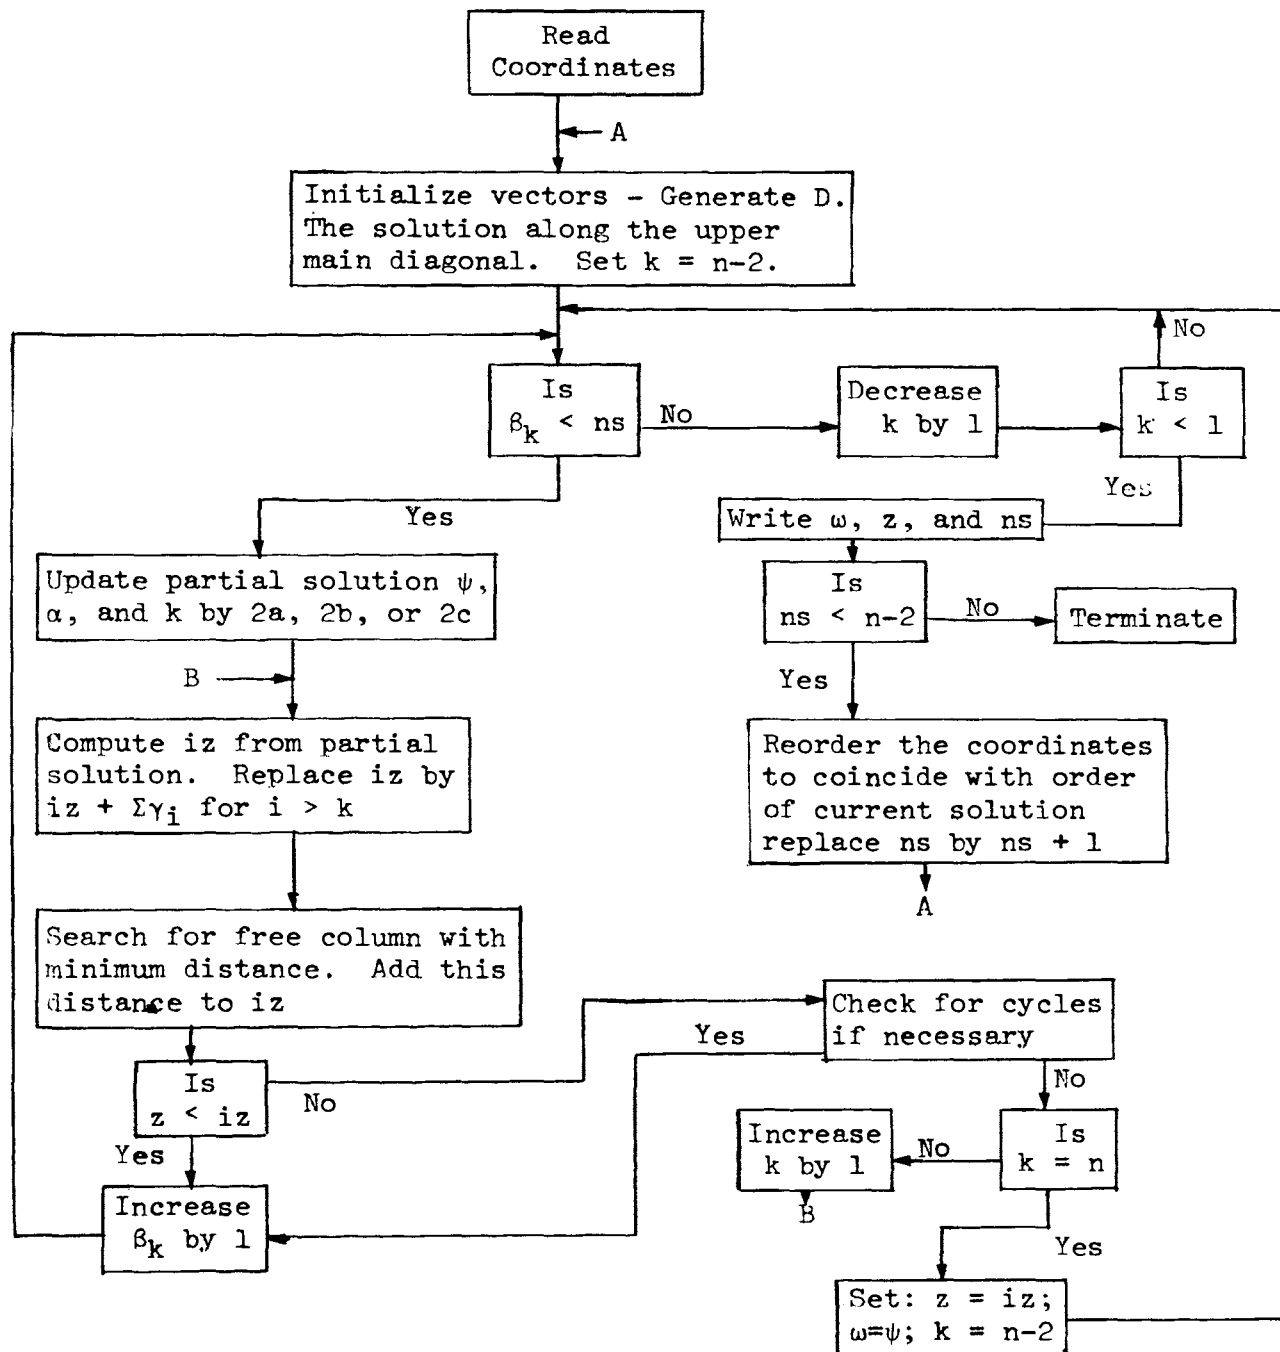 Read
Coordinates
A
Initialize vectors - Generate D.
The solution along the upper
main diagonal. Set k = n-2.
No
Is
βk < ns
No
Decrease
k by 1
Is
k < 1
Yes
Yes
Write ω, z, and ns
Update partial solution ψ,
α, and k by 2a, 2b, or 2c
Is
ns < n-2
No
Terminate
B
Yes
Compute iz from partial
solution. Replace iz by
iz + Σγi for i > k
Reorder the coordinates
to coincide with order
of current solution
replace ns by ns + 1
A
Search for free column with
minimum distance. Add this
distance to iz
Check for cycles
if necessary
Yes
Is
z < iz
No
No
Yes
Increase
k by 1
No
Is
k = n
Increase
βk by 1
B
Yes
Set: z = iz;
ω=ψ; k = n-2